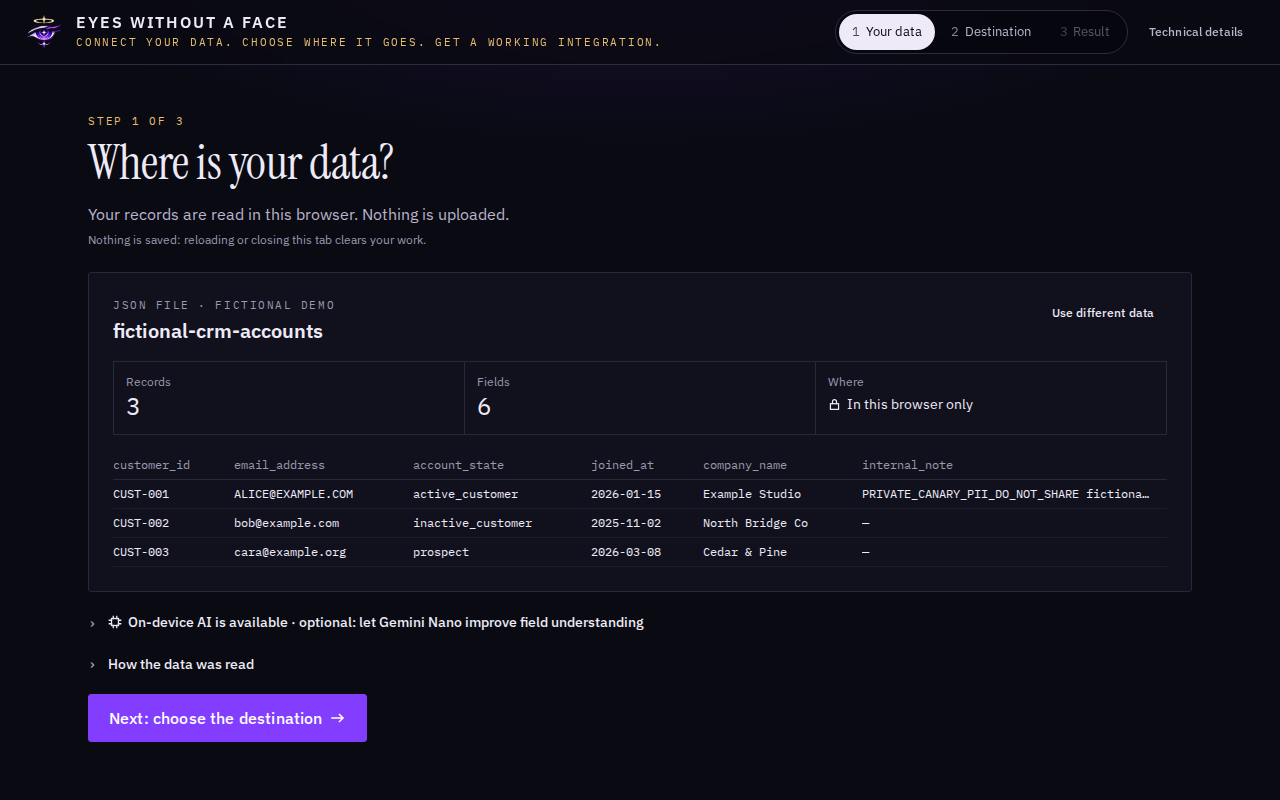 EYES WITHOUT A FACE
CONNECT YOUR DATA. CHOOSE WHERE IT GOES. GET A WORKING INTEGRATION.
1 Your data 2 Destination 3 Result Technical details
STEP 1 OF 3
Where is your data?
Your records are read in this browser. Nothing is uploaded.
Nothing is saved: reloading or closing this tab clears your work.
JSON FILE · FICTIONAL DEMO
fictional-crm-accounts
Use different data
Records Fields Where
3 6 In this browser only
customer_id email_address account_state joined_at company_name internal_note
CUST-001 ALICE@EXAMPLE.COM active_customer 2026-01-15 Example Studio PRIVATE_CANARY_PII_DO_NOT_SHARE fictiona…
CUST-002 bob@example.com inactive_customer 2025-11-02 North Bridge Co —
CUST-003 cara@example.org prospect 2026-03-08 Cedar & Pine —
› On-device AI is available · optional: let Gemini Nano improve field understanding
› How the data was read
Next: choose the destination →